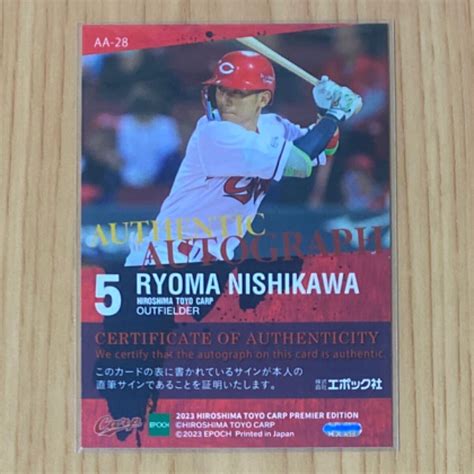 AA-28
C
AUTHENTIC
AUTOGRAPH
5 RYOMA NISHIKAWA
HIROSHIMA TOYO CARP
OUTFIELDER
CERTIFICATE OF AUTHENTICITY
We certify that the autograph on this card is authentic.
このカードの表に書かれているサインが本人の
直筆サインであることを証明いたします。
株式会社 エポック社
Carp
EPOCH
2023 HIROSHIMA TOYO CARP PREMIER EDITION
©HIROSHIMA TOYO CARP
©2023 EPOCH Printed in Japan